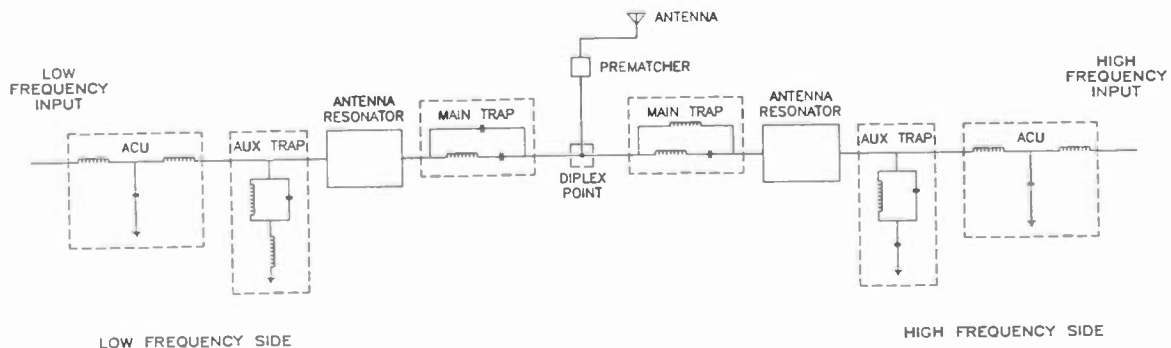 ANTENNA
PREMATCHER
LOW
FREQUENCY
INPUT
HIGH
FREQUENCY
INPUT
ACU
AUX TRAP
ANTENNA
RESONATOR
MAIN TRAP
DIPLEX
POINT
MAIN TRAP
ANTENNA
RESONATOR
AUX TRAP
ACU
LOW FREQUENCY SIDE
HIGH FREQUENCY SIDE